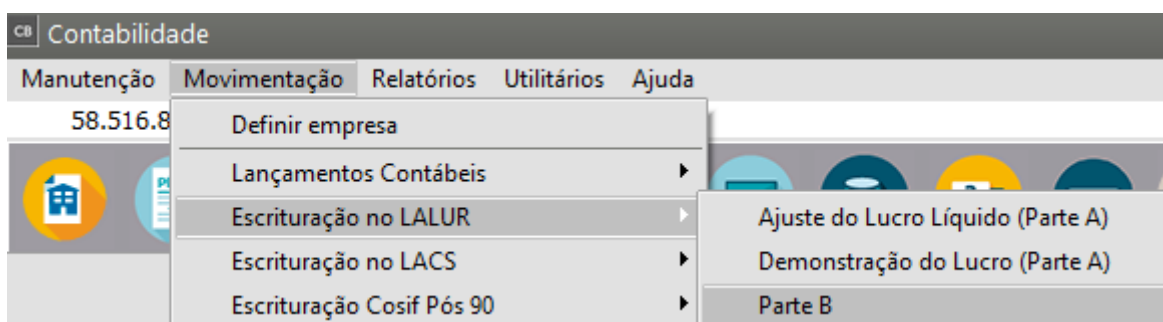 CB Contabilidade
Manutenção Movimentação Relatórios Utilitários Ajuda
58.516.8
Definir empresa
Lançamentos Contábeis
Escrituração no LALUR
Ajuste do Lucro Líquido (Parte A)
Escrituração no LACS
Demonstração do Lucro (Parte A)
Escrituração Cosif Pós 90
Parte B